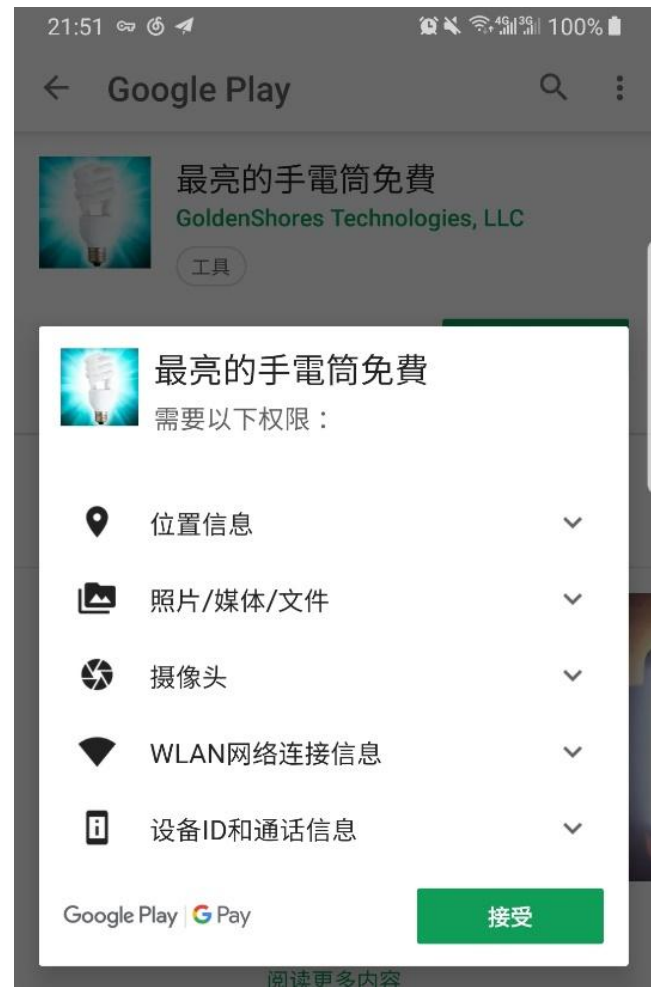 21:51 4G 3G 100%
Google Play
最亮的手電筒免費
GoldenShores Technologies, LLC
工具
最亮的手電筒免費
需要以下权限：
位置信息
照片/媒体/文件
摄像头
WLAN网络连接信息
设备ID和通话信息
Google Play G Pay
接受
阅读更多内容